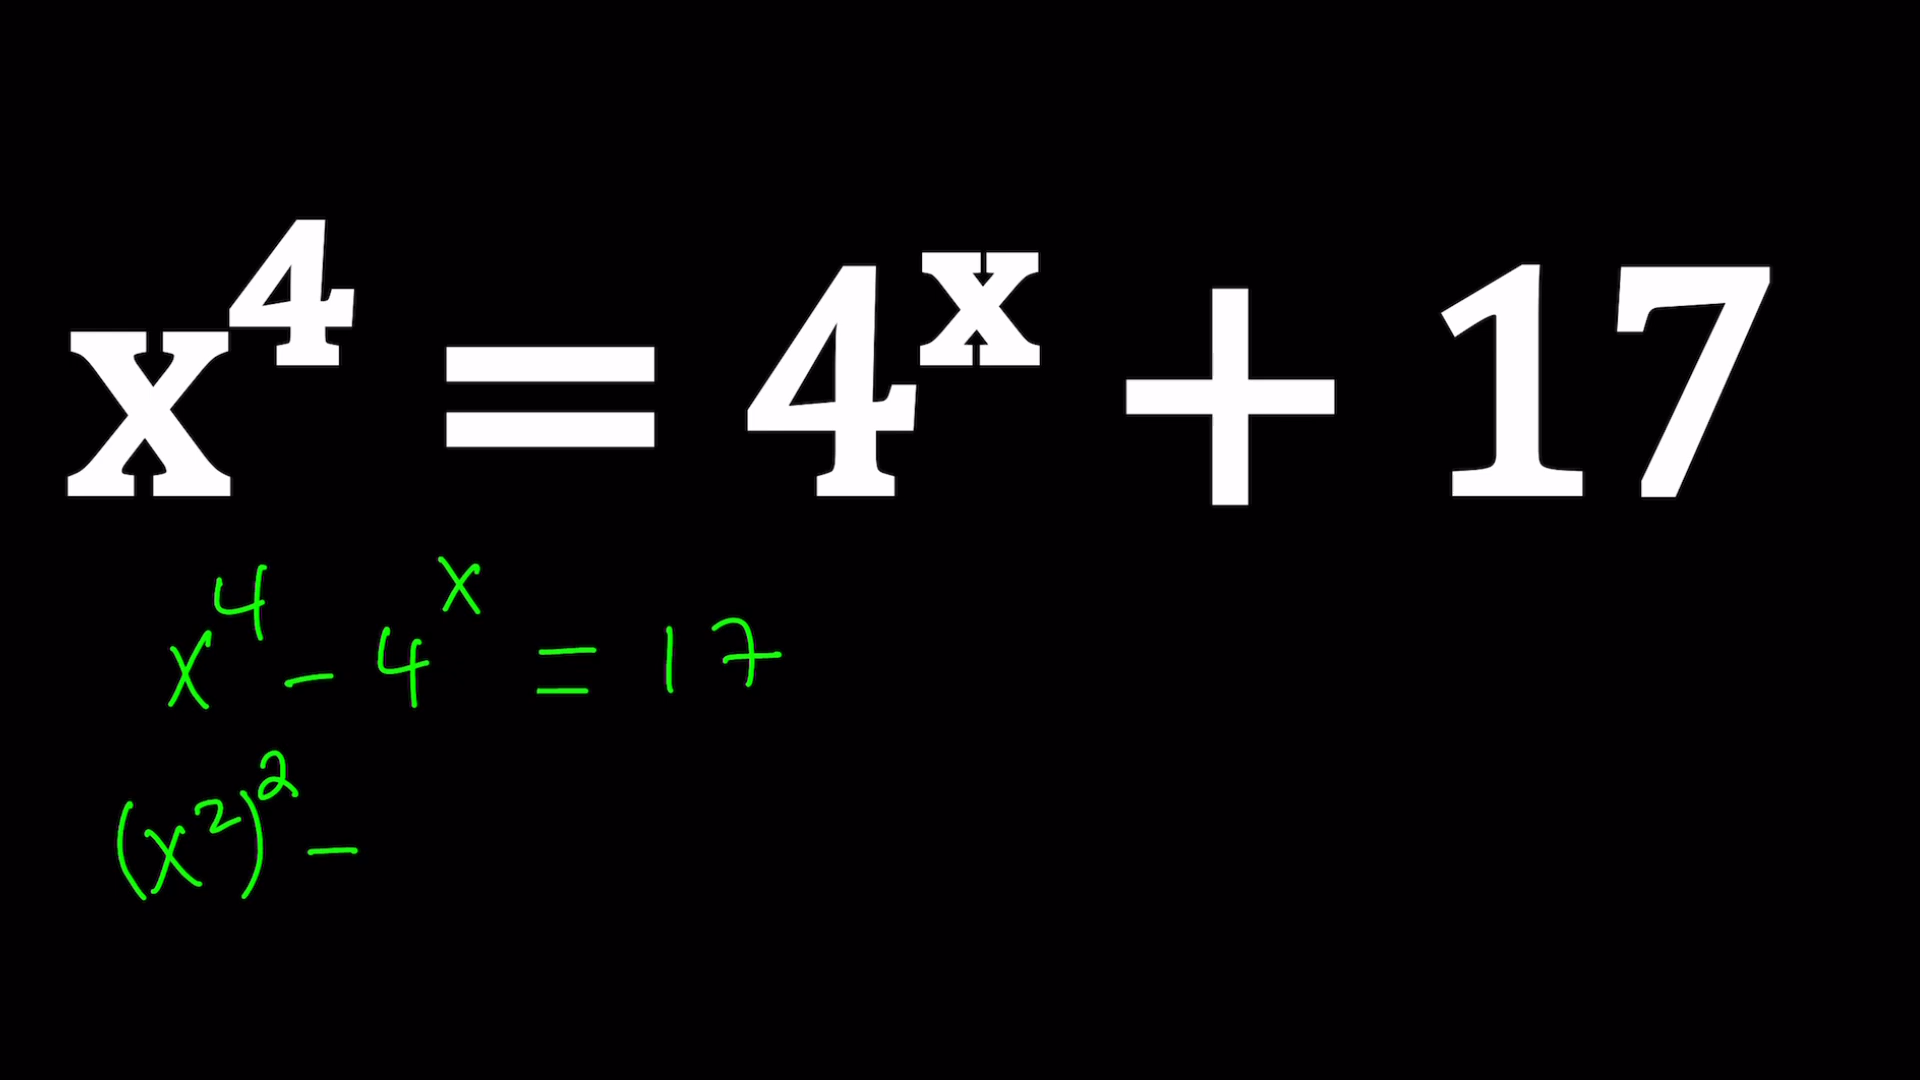 x⁴ = 4ˣ + 17
x⁴ - 4ˣ = 17
(x²)² -